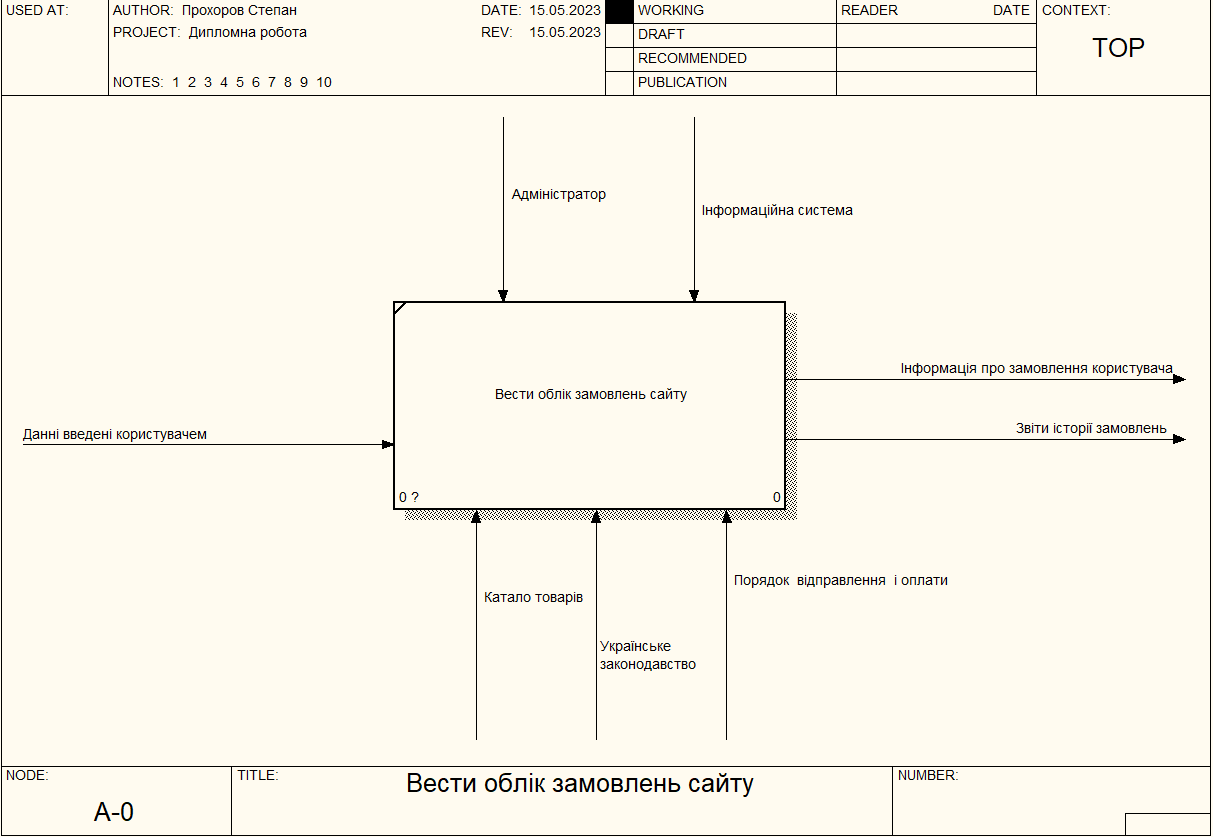 USED AT:
AUTHOR: Прохоров Степан
DATE: 15.05.2023
PROJECT: Дипломна робота
REV: 15.05.2023
NOTES: 1 2 3 4 5 6 7 8 9 10
WORKING
DRAFT
RECOMMENDED
PUBLICATION
READER DATE
CONTEXT:
TOP
Адміністратор
Інформаційна система
Інформація про замовлення користувача
Вести облік замовлень сайту
Звіти історії замовлень
Данні введені користувачем
0 ?
0
Порядок відправлення і оплати
Катало товарів
Українське
законодавство
NODE:
A-0
TITLE:
Вести облік замовлень сайту
NUMBER: